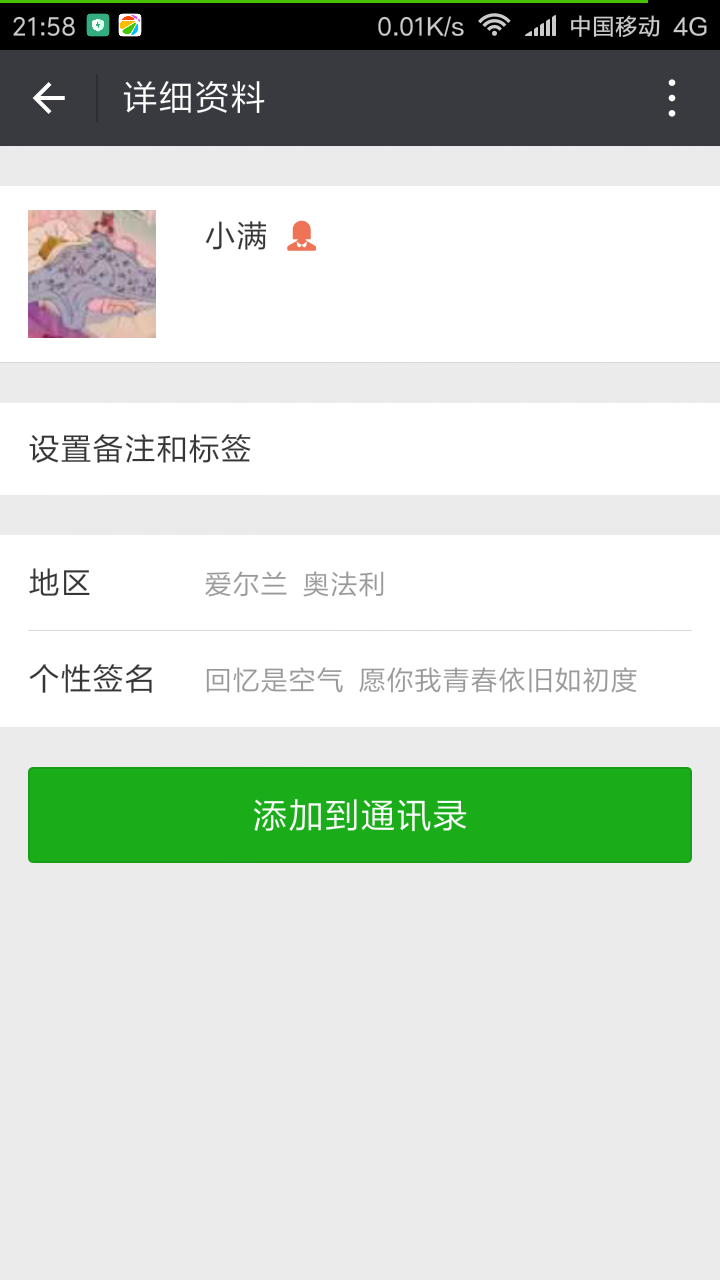 21:58 0.01K/s 中国移动 4G
详细资料
小满
设置备注和标签
地区 爱尔兰 奥法利
个性签名 回忆是空气 愿你我青春依旧如初度
添加到通讯录